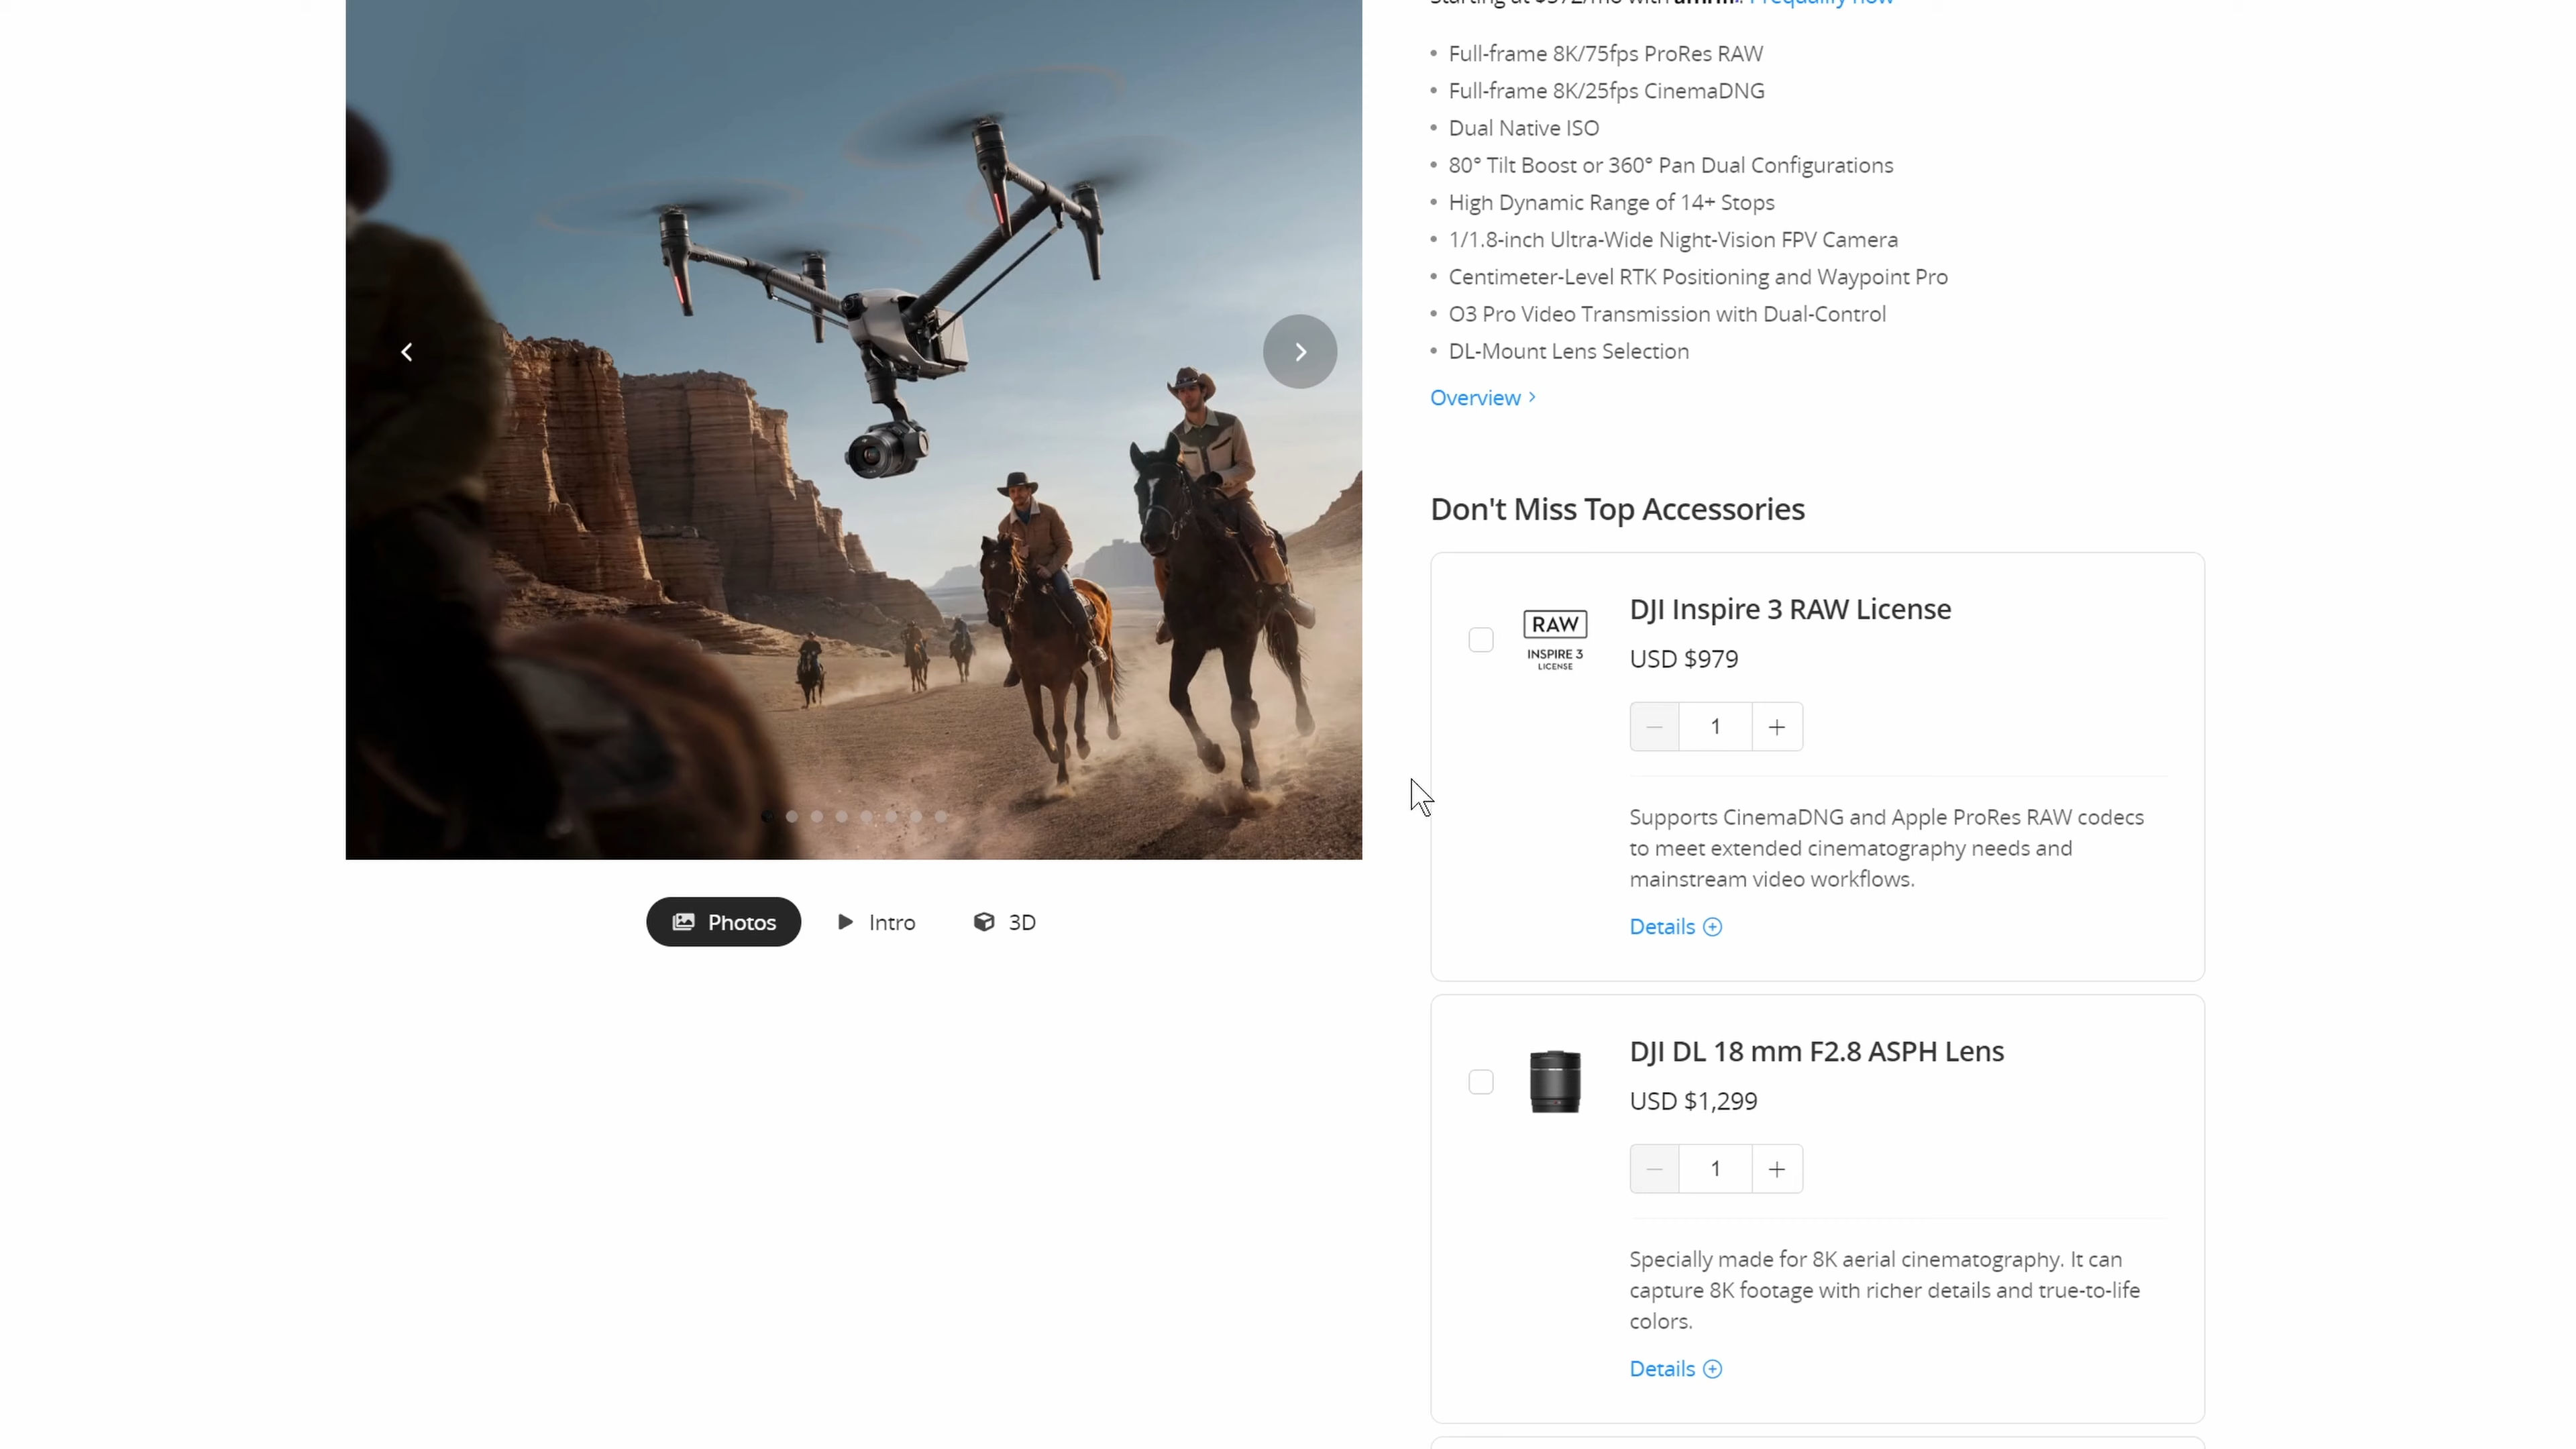 Full-frame 8K/75fps ProRes RAW
Full-frame 8K/25fps CinemaDNG
Dual Native ISO
80° Tilt Boost or 360° Pan Dual Configurations
High Dynamic Range of 14+ Stops
1/1.8-inch Ultra-Wide Night-Vision FPV Camera
Centimeter-Level RTK Positioning and Waypoint Pro
O3 Pro Video Transmission with Dual-Control
DL-Mount Lens Selection
Overview >
Don't Miss Top Accessories
RAW
INSPIRE 3
LICENSE
DJI Inspire 3 RAW License
USD $979
1
Supports CinemaDNG and Apple ProRes RAW codecs
to meet extended cinematography needs and
mainstream video workflows.
Details
DJI DL 18 mm F2.8 ASPH Lens
USD $1,299
1
Specially made for 8K aerial cinematography. It can
capture 8K footage with richer details and true-to-life
colors.
Details
Photos
Intro
3D